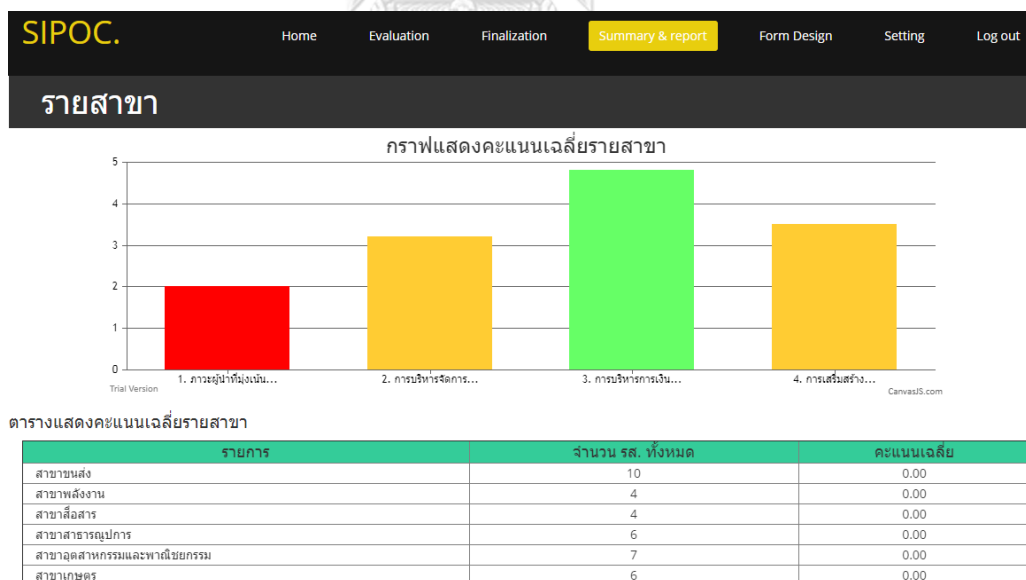 SIPOC.
Home Evaluation Finalization Summary & report Form Design Setting Log out
รายสาขา
กราฟแสดงคะแนนเฉลี่ยรายสาขา
5
4
3
2
1
0
1. ภาวะผู้นำที่มุ่งเน้น... 2. การบริหารจัดการ... 3. การบริหารการเงิน... 4. การเสริมสร้าง...
Trial Version CanvasJS.com
ตารางแสดงคะแนนเฉลี่ยรายสาขา
รายการ จำนวน รส. ทั้งหมด คะแนนเฉลี่ย
สาขาขนส่ง 10 0.00
สาขาพลังงาน 4 0.00
สาขาสื่อสาร 4 0.00
สาขาสาธารณูปการ 6 0.00
สาขาอุตสาหกรรมและพาณิชยกรรม 7 0.00
สาขาเกษตร 6 0.00